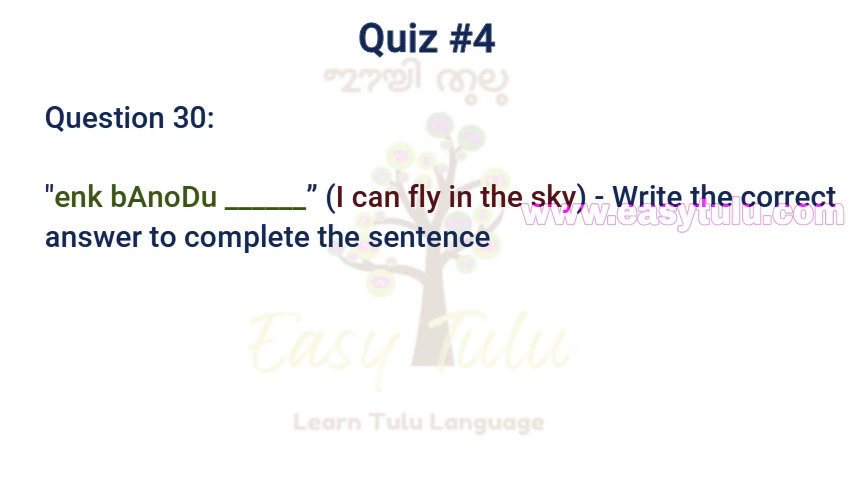 Quiz #4
Question 30:
"enk bAnoDu ______” (I can fly in the sky) - Write the correct
www.easytulu.com
answer to complete the sentence
Easy Tulu
Learn Tulu Language